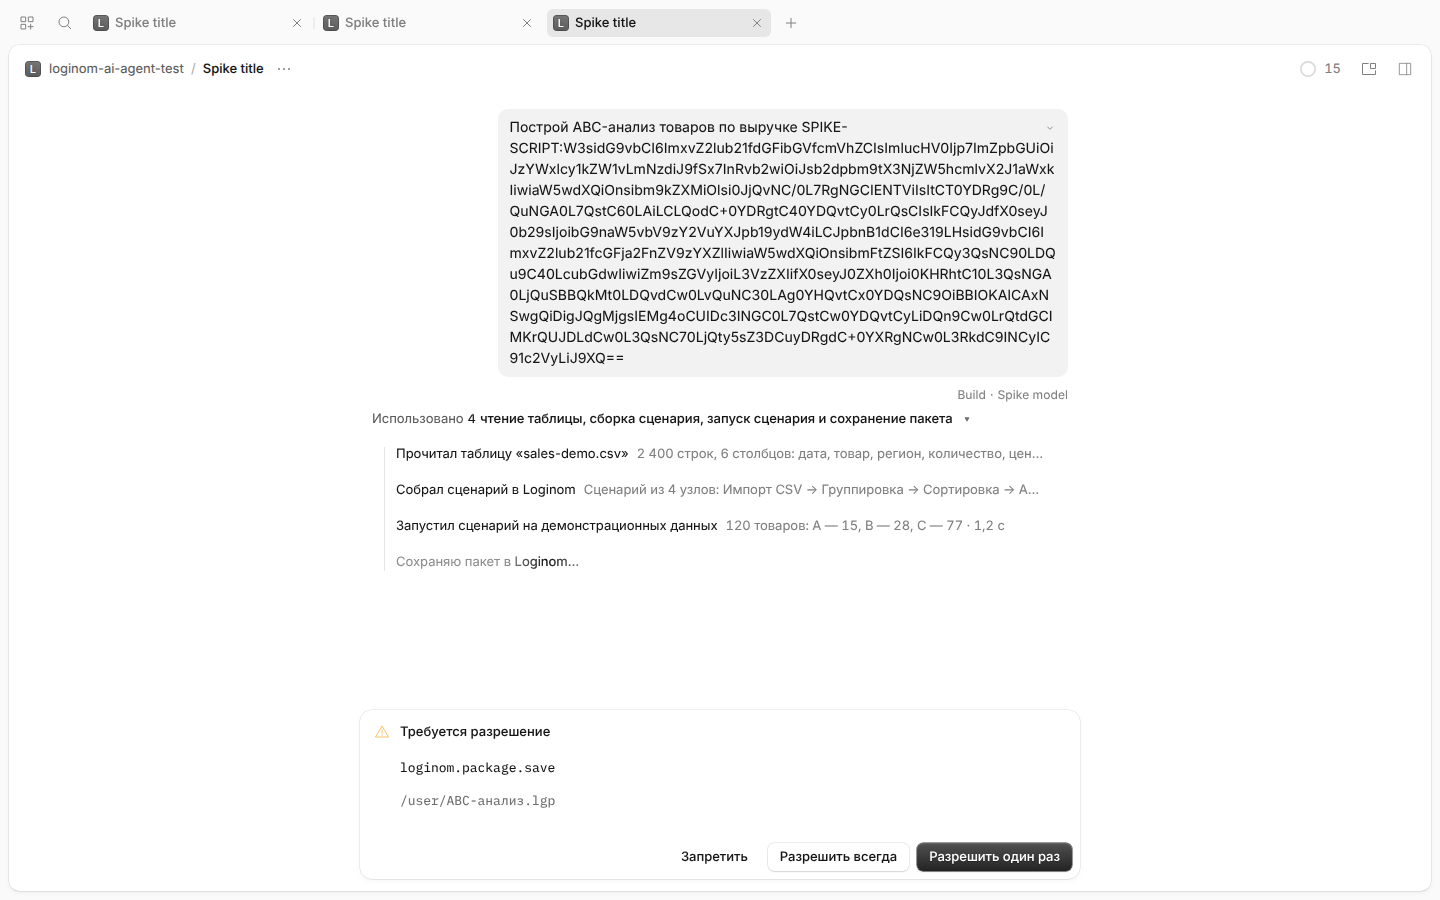 L Spike title
L Spike title
L Spike title
L loginom-ai-agent-test / Spike title ...
15
Построй ABC-анализ товаров по выручке SPIKE-
SCRIPT:W3sidG9vbCI6ImxvZ2lub21fdGFibGVfcmVhZCIsImlucHV0Ijp7ImZpbGUiOi
JzYWxlcy1kZW1vLmNzdiJ9fSx7InRvb2wiOiJsb2dpbm9tX3NjZW5hcmlvX2J1aWxk
IiwiaW5wdXQiOnsibm9kZXMiOlsi0JjQvNC/0L7RgNGCIENTViIsItCT0YDRg9C/0L/
QuNGA0L7QstC60LAiLCLQodC+0YDRgtC40YDQvtCy0LrQsCIsIkFCQyJdfX0seyJ
0b29sIjoibG9naW5vbV9zY2VuYXJpb19ydW4iLCJpbnB1dCI6e319LHsidG9vbCI6I
mxvZ2lub21fcGFja2FnZV9zYXZlIiwiaW5wdXQiOnsibmFtZSI6IkFCQy3QsNC90LDQ
u9C40LcubGdwIiwiZm9sZGVyIjoiL3VzZXIifX0seyJ0ZXh0Ijoi0KHRhtC10L3QsNGA
0LjQuSBBQkMt0LDQvdCw0LvQuNC30LAg0YHQvtCx0YDQsNC9OiBBIOKAlCAxN
SwgQiDigJQgMjgsIEMg4oCUIDc3INGC0L7QstCw0YDQvtCyLiDQn9Cw0LrQtdGCI
MKrQUJDLdCw0L3QsNC70LjQty5sZ3DCuyDRgdC+0YXRgNCw0L3RkdC9INCyIC
91c2VyLiJ9XQ==
Build · Spike model
Использовано 4 чтение таблицы, сборка сценария, запуск сценария и сохранение пакета
Прочитал таблицу «sales-demo.csv» 2 400 строк, 6 столбцов: дата, товар, регион, количество, цен...
Собрал сценарий в Loginom Сценарий из 4 узлов: Импорт CSV → Группировка → Сортировка → A...
Запустил сценарий на демонстрационных данных 120 товаров: A — 15, B — 28, C — 77 · 1,2 с
Сохраняю пакет в Loginom...
Требуется разрешение
loginom.package.save
/user/ABC-анализ.lgp
Запретить
Разрешить всегда
Разрешить один раз